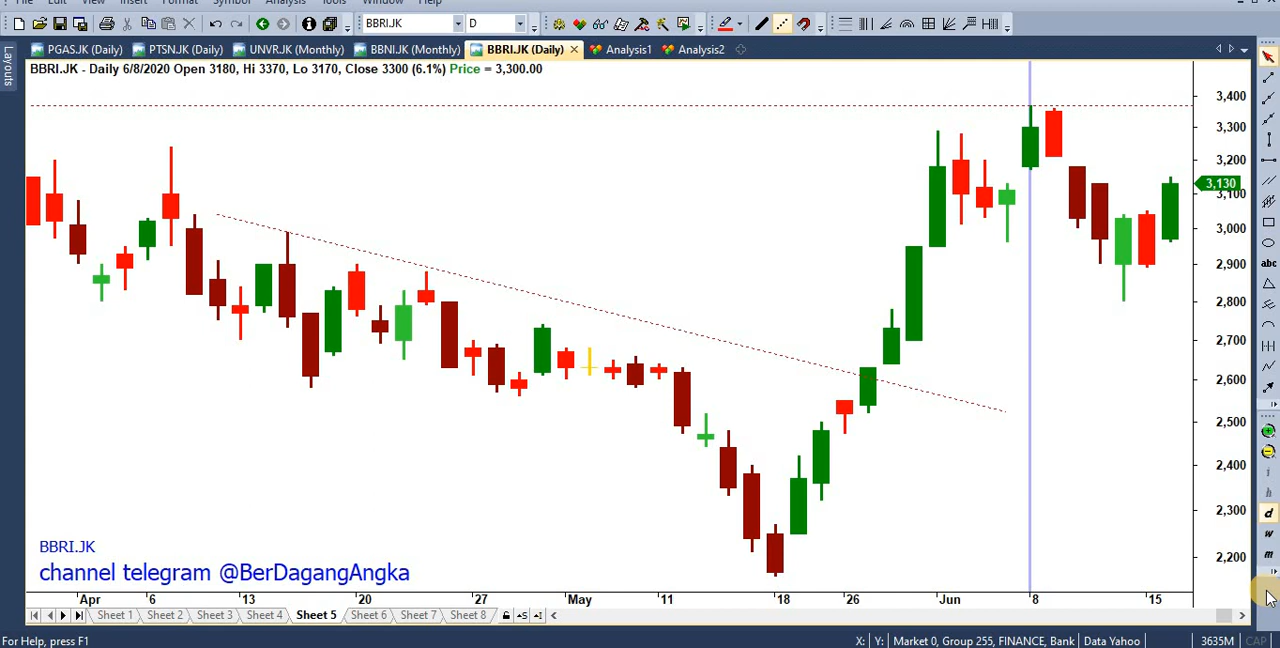 File Edit View Insert Format Symbol Analysis Tools Window Help
BBRI.JK D
Layouts
PGAS.JK (Daily) PTSN.JK (Daily) UNVR.JK (Monthly) BBNI.JK (Monthly) BBRI.JK (Daily) Analysis1 Analysis2
BBRI.JK - Daily 6/8/2020 Open 3180, Hi 3370, Lo 3170, Close 3300 (6.1%) Price = 3,300.00
3,400
3,300
3,200
3,130
3,100
3,000
2,900
2,800
2,700
2,600
2,500
2,400
2,300
2,200
abc
i
h
d
w
m
BBRI.JK
channel telegram @BerDagangAngka
Apr 6 13 20 27 May 11 18 26 Jun 8 15
Sheet 1 Sheet 2 Sheet 3 Sheet 4 Sheet 5 Sheet 6 Sheet 7 Sheet 8
For Help, press F1 X: Y: Market 0, Group 255, FINANCE, Bank Data Yahoo 3635M CAP